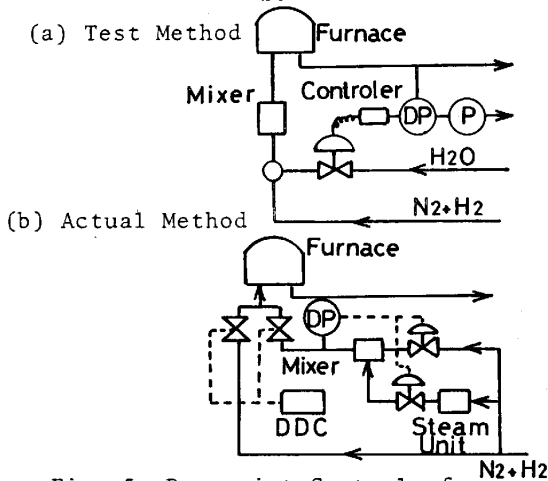 (a) Test Method
Furnace
Mixer
Controler
DP
P
H2O
N2+H2
(b) Actual Method
Furnace
DP
Mixer
DDC
Steam
Unit
N2+H2